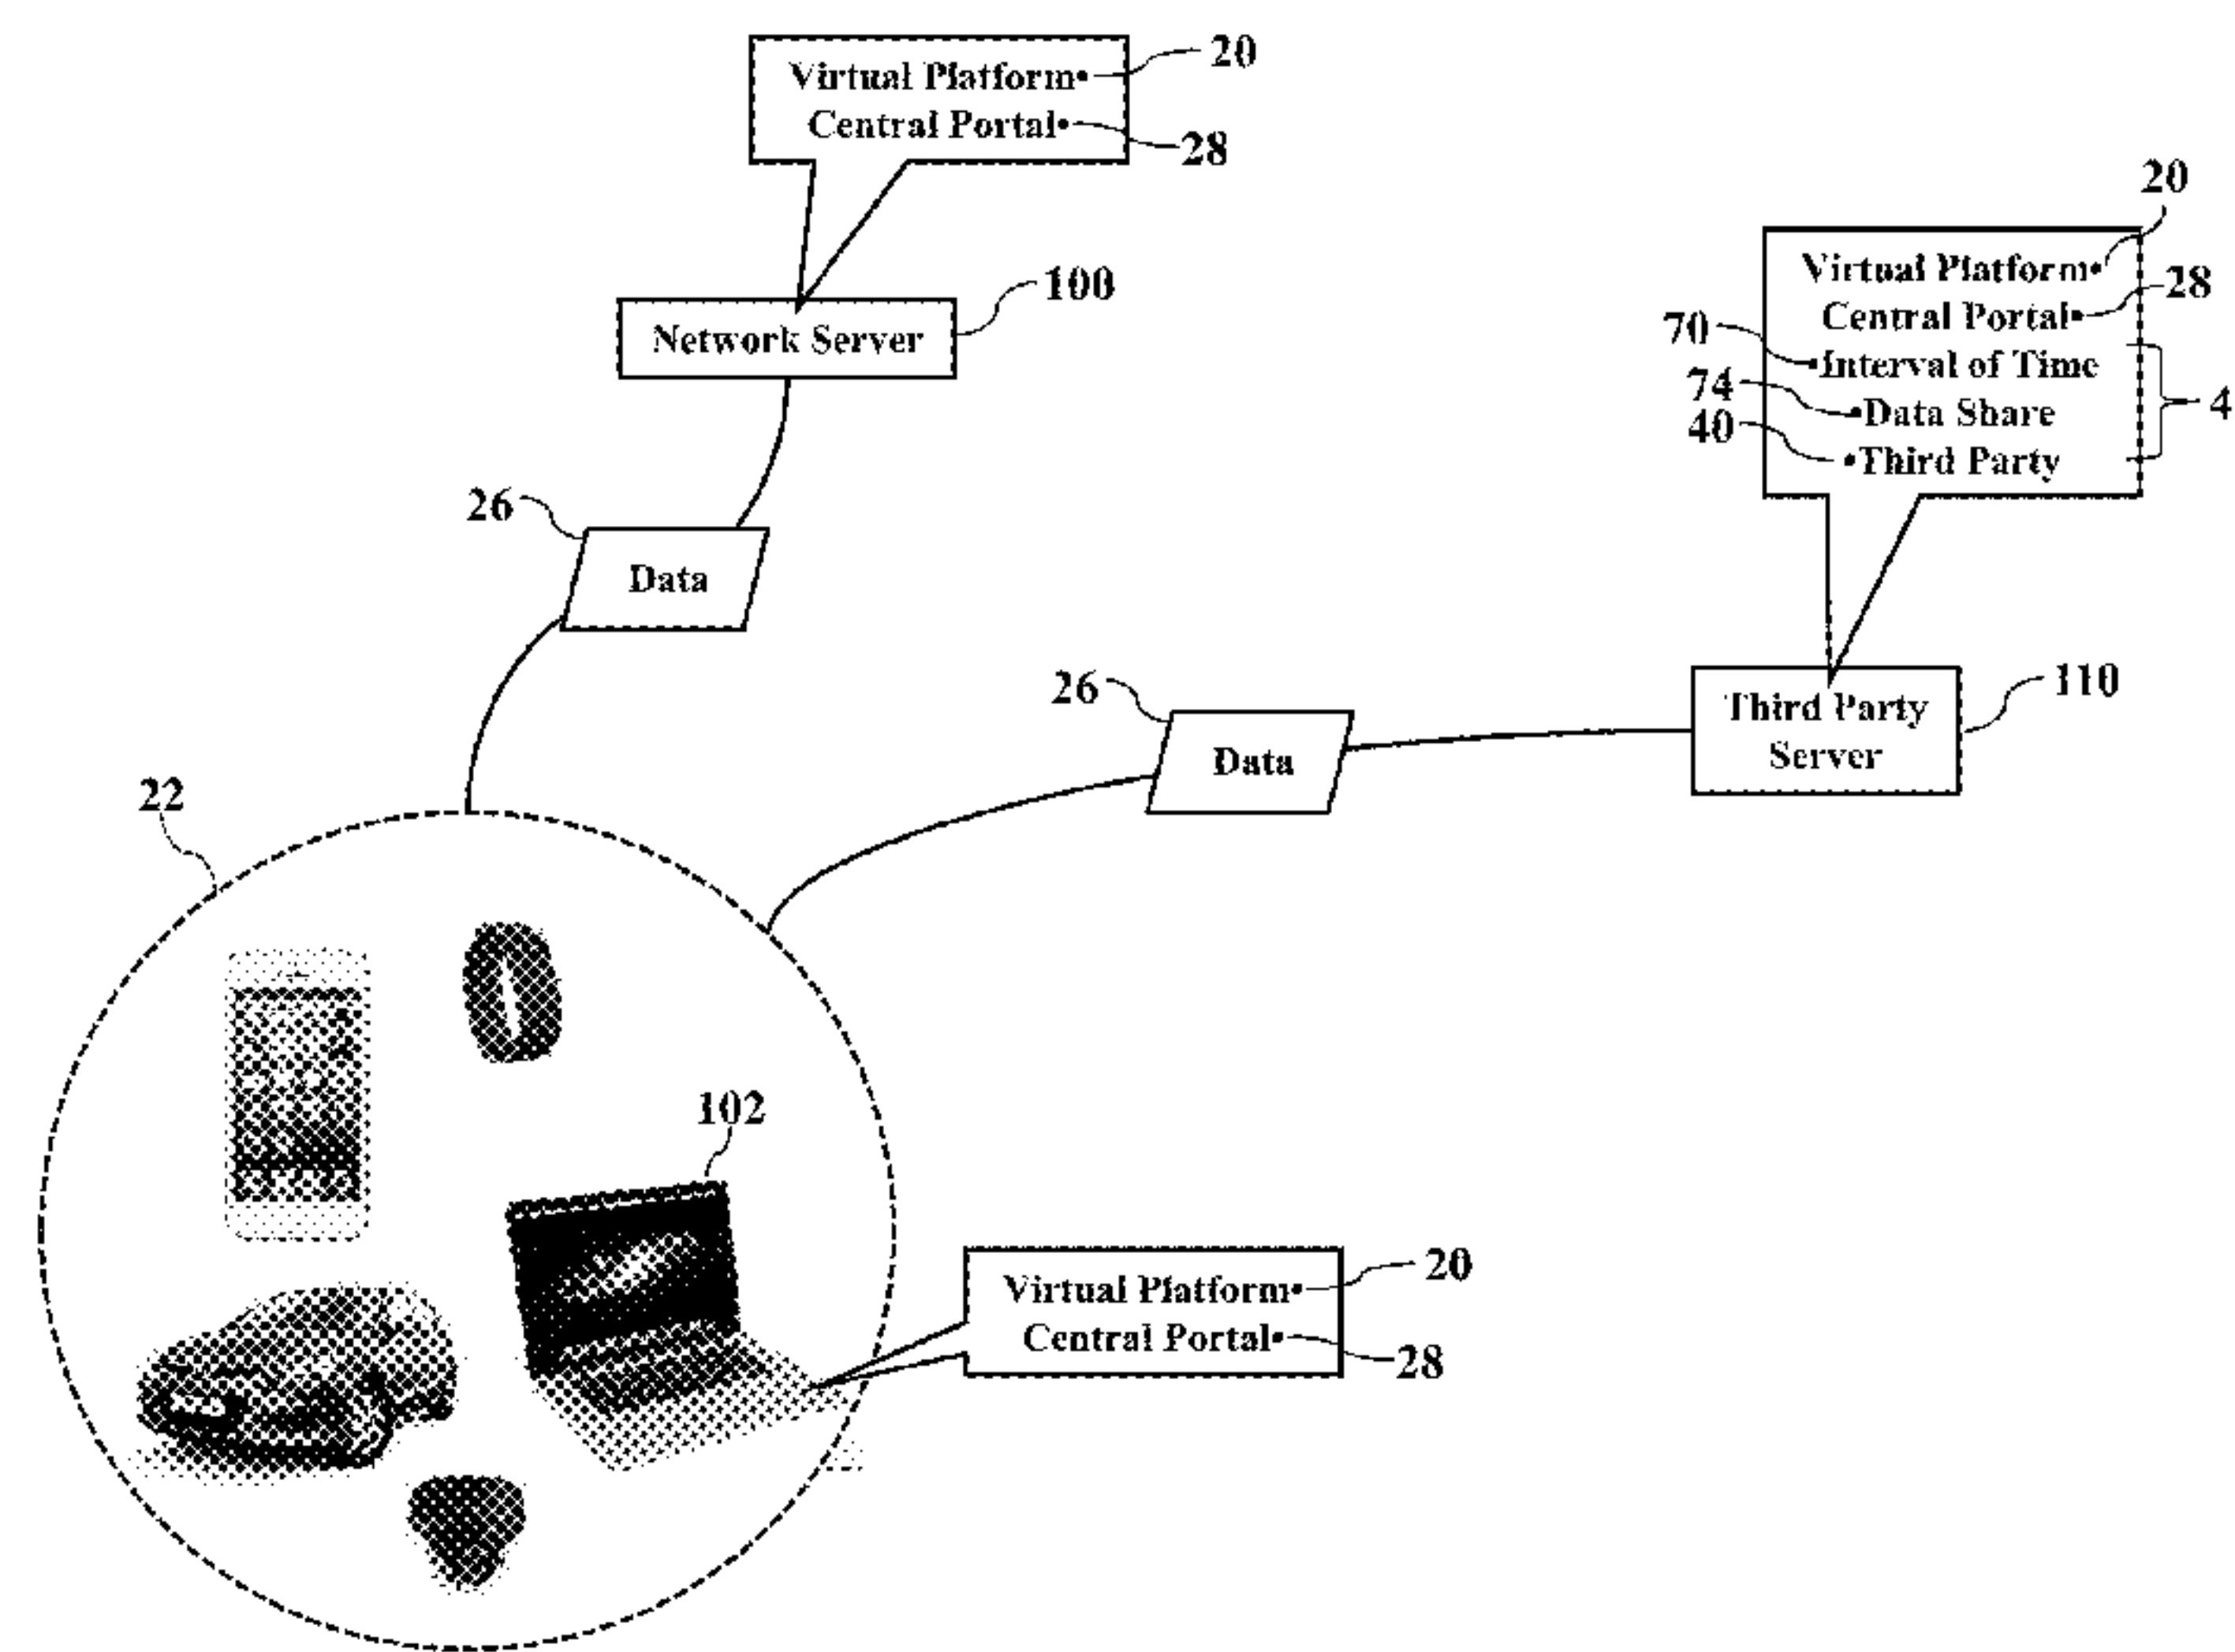 Virtual Platform• 20
Central Portal• 28
Network Server 100
20
Virtual Platform•
Central Portal• 28
70 •Interval of Time
74 •Data Share 4
40 •Third Party
26
Data
26
Data
Third Party 110
Server
22
102
Virtual Platform• 20
Central Portal• 28